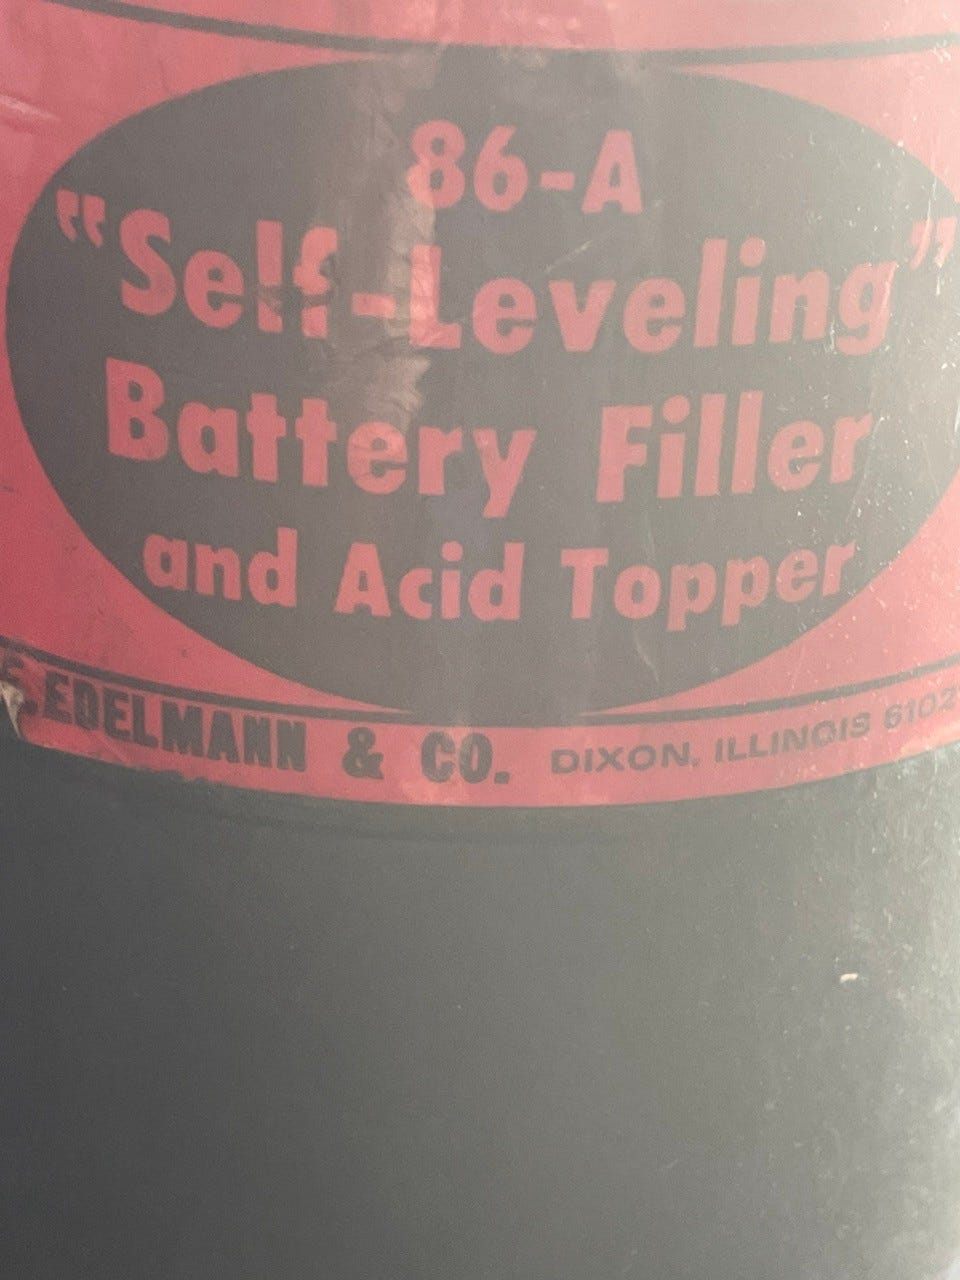 86-A
"Self-Leveling"
Battery Filler
and Acid Topper
EDELMANN & CO. DIXON, ILLINOIS